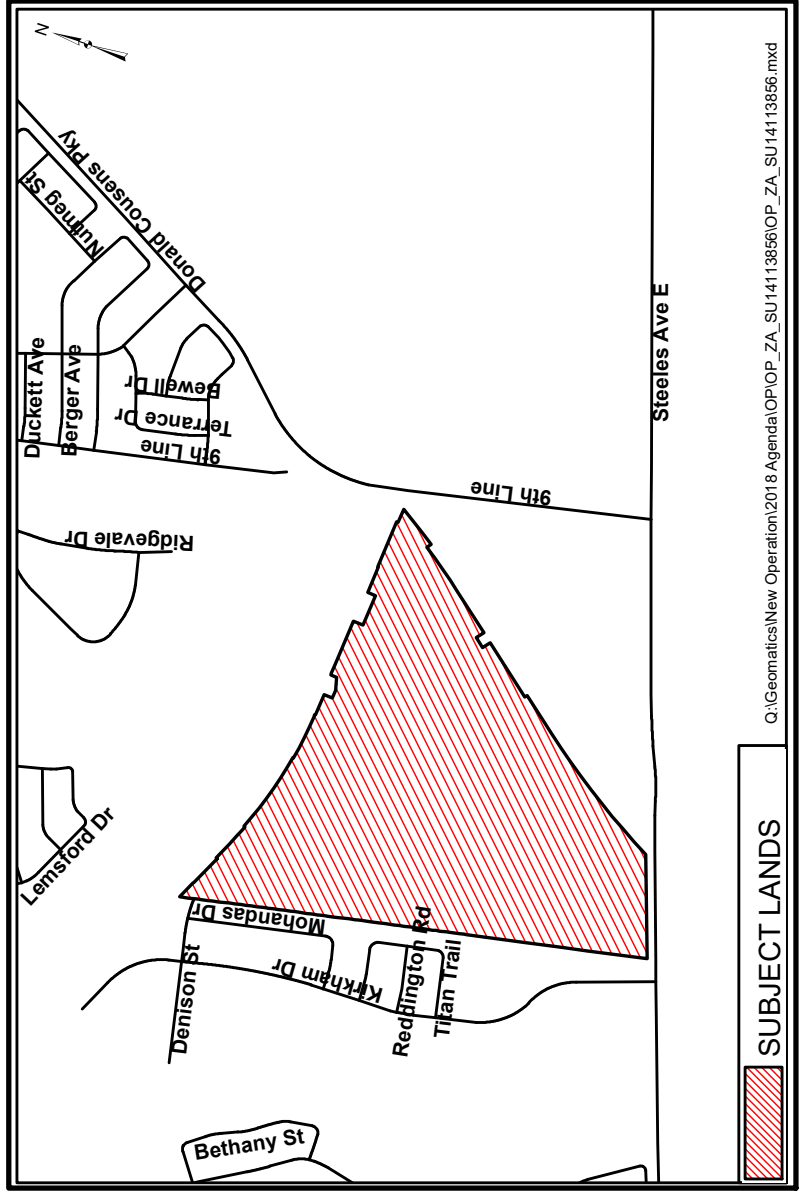 N
Nutmeg St
Donald Cousens Pky
Duckett Ave
Berger Ave
Bewell Dr
Terrance Dr
9th Line
Ridgevale Dr
Lemsford Dr
9th Line
Steeles Ave E
Mohandas Dr
Denison St
Kirkham Dr
Reddington Rd
Titan Trail
Bethany St
SUBJECT LANDS
Q:\Geomatics\New Operation\2018 Agenda\OP\OP_ZA_SU14113856\OP_ZA_SU14113856.mxd